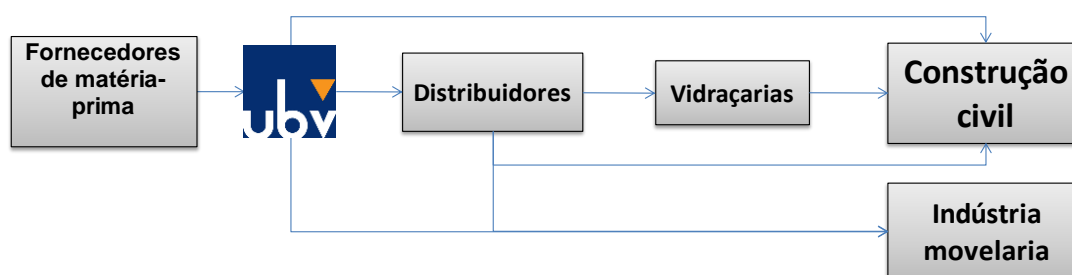 Fornecedores
de matéria-
prima
ubv
Distribuidores
Vidraçarias
Construção
civil
Indústria
movelaria